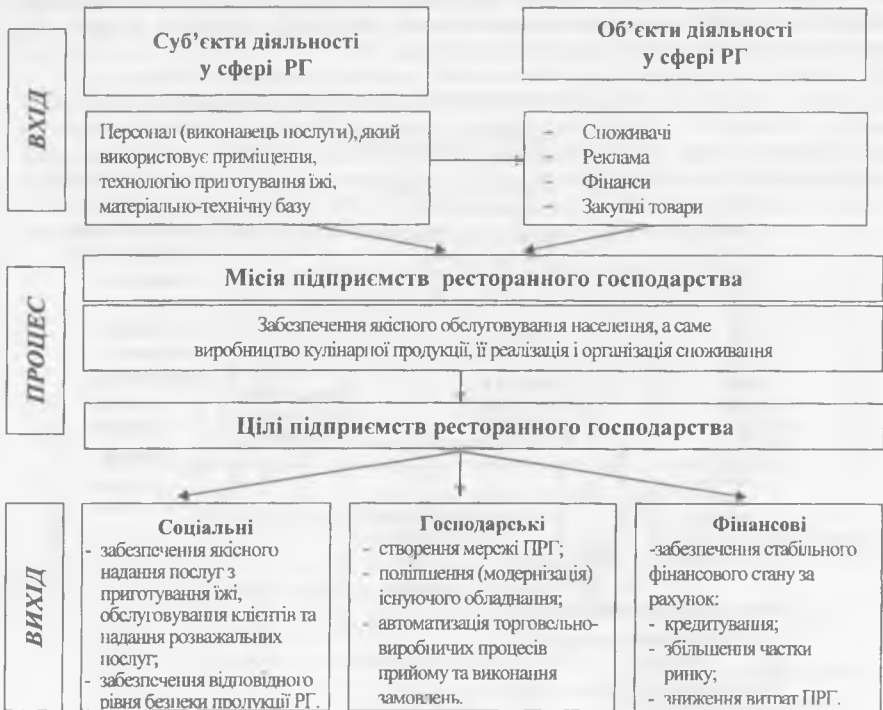 ВХІД
Суб’єкти діяльності
у сфері РГ
Об’єкти діяльності
у сфері РГ
Персонал (виконавець послуги), який
використовує приміщення,
технологію приготування їжі,
матеріально-технічну базу
- Споживачі
- Реклама
- Фінанси
- Закупні товари
ПРОЦЕС
Місія підприємств ресторанного господарства
Забезпечення якісного обслуговування населення, а саме
виробництво кулінарної продукції, її реалізація і організація споживання
Цілі підприємств ресторанного господарства
ВИХІД
Соціальні
- забезпечення якісного
надання послуг з
приготування їжі,
обслуговування клієнтів та
надання розважальних
послуг;
- забезпечення відповідного
рівня безпеки продукції РГ.
Господарські
- створення мережі ПРГ;
- поліпшення (модернізація)
існуючого обладнання;
- автоматизація торговельно-
виробничих процесів
прийому та виконання
замовлень.
Фінансові
-забезпечення стабільного
фінансового стану за
рахунок:
- кредитування;
- збільшення частки
ринку;
- зниження витрат ПРГ.